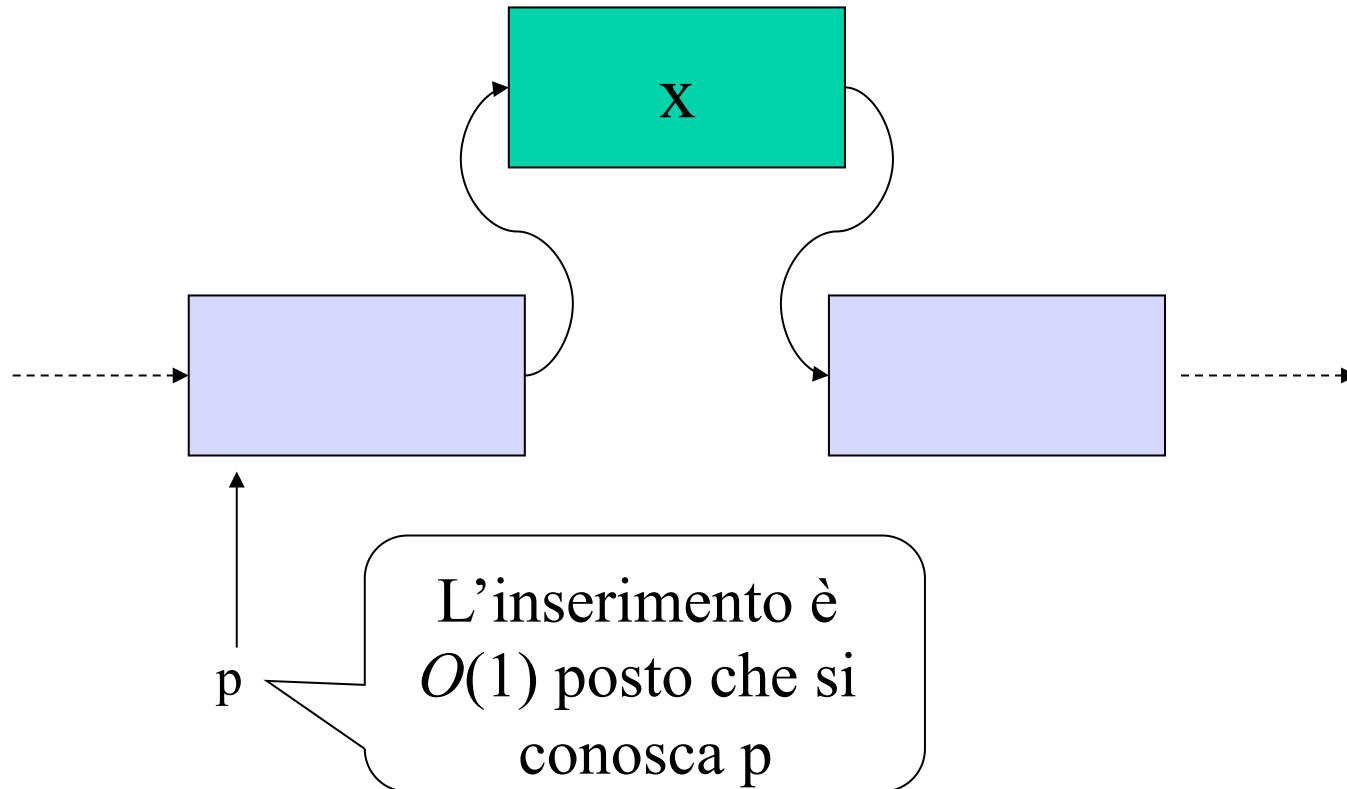 x
p
L’inserimento è
O(1) posto che si
conosca p